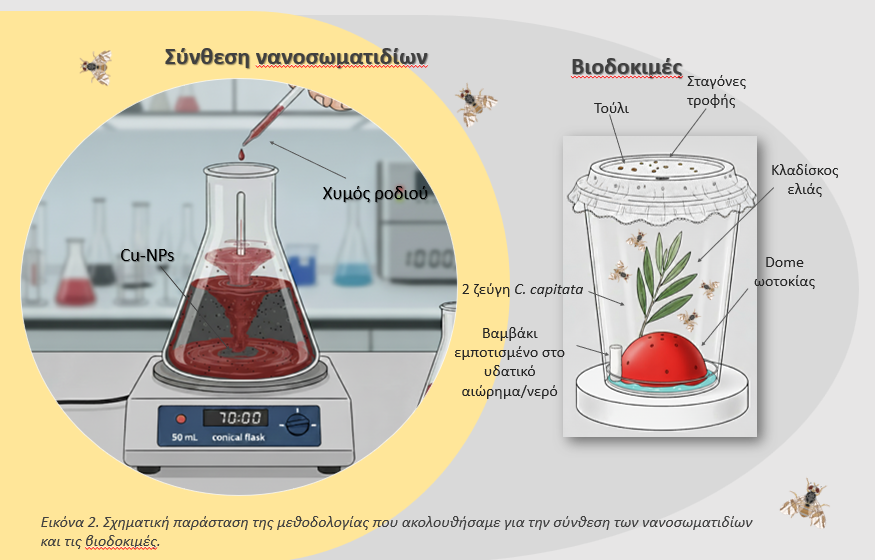 Σύνθεση νανοσωματιδίων
Βιοδοκιμές
Σταγόνες
τροφής
Τούλι
Κλαδίσκος
ελιάς
Χυμός ροδιού
Cu-NPs
1000
Dome
ωοτοκίας
2 ζεύγη C. capitata
Βαμβάκι
εμποτισμένο στο
υδατικό
αιώρημα/νερό
70:00
50 mL conical flask
Εικόνα 2. Σχηματική παράσταση της μεθοδολογίας που ακολουθήσαμε για την σύνθεση των νανοσωματιδίων
και τις βιοδοκιμές.